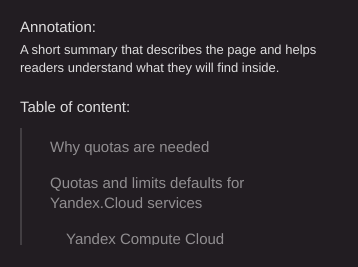 Annotation:
A short summary that describes the page and helps
readers understand what they will find inside.
Table of content:
Why quotas are needed
Quotas and limits defaults for
Yandex.Cloud services
Yandex Compute Cloud